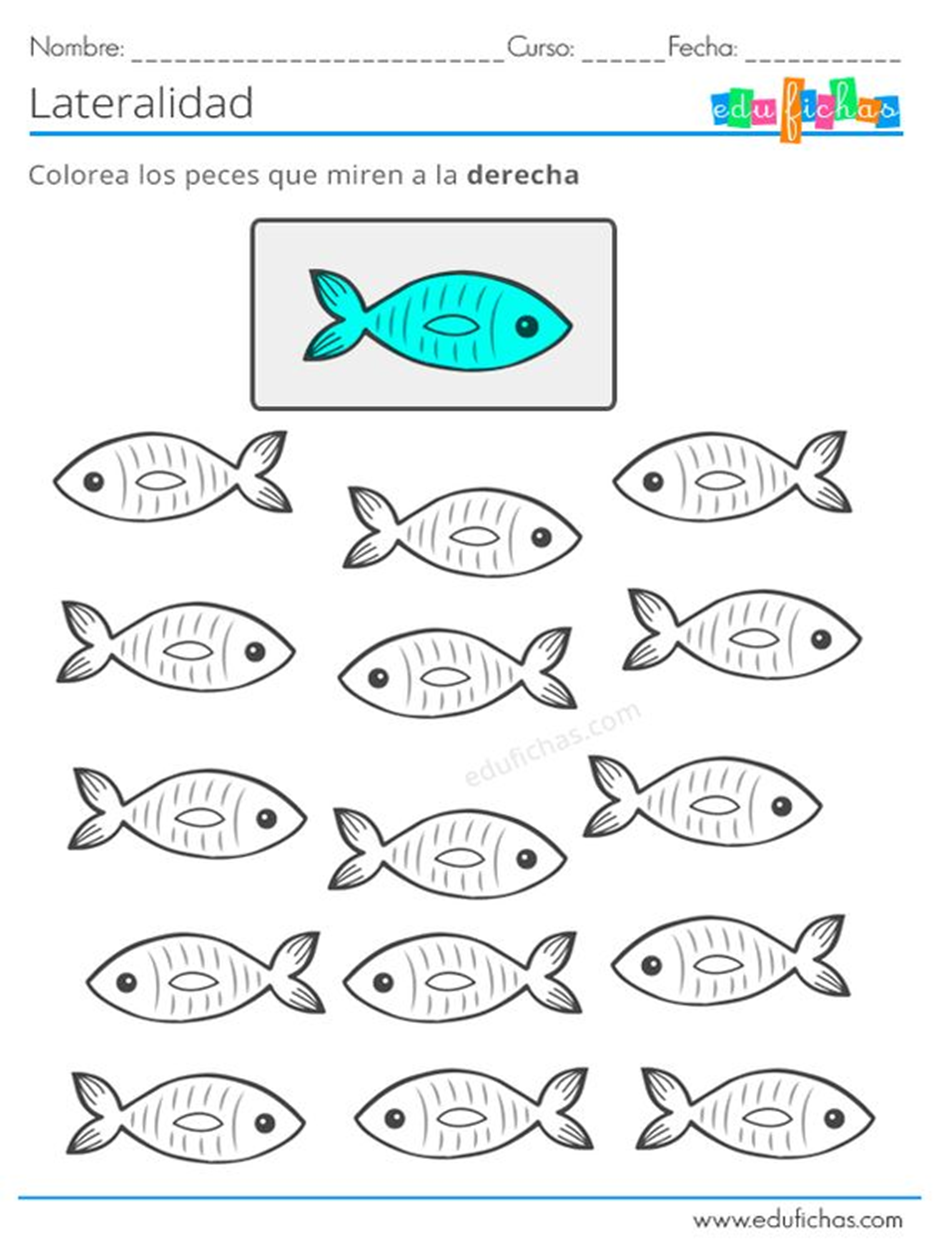 Nombre: __________________________ Curso: ______ Fecha: ___________
Lateralidad
edufichas
Colorea los peces que miren a la derecha
edufichas.com
www.edufichas.com